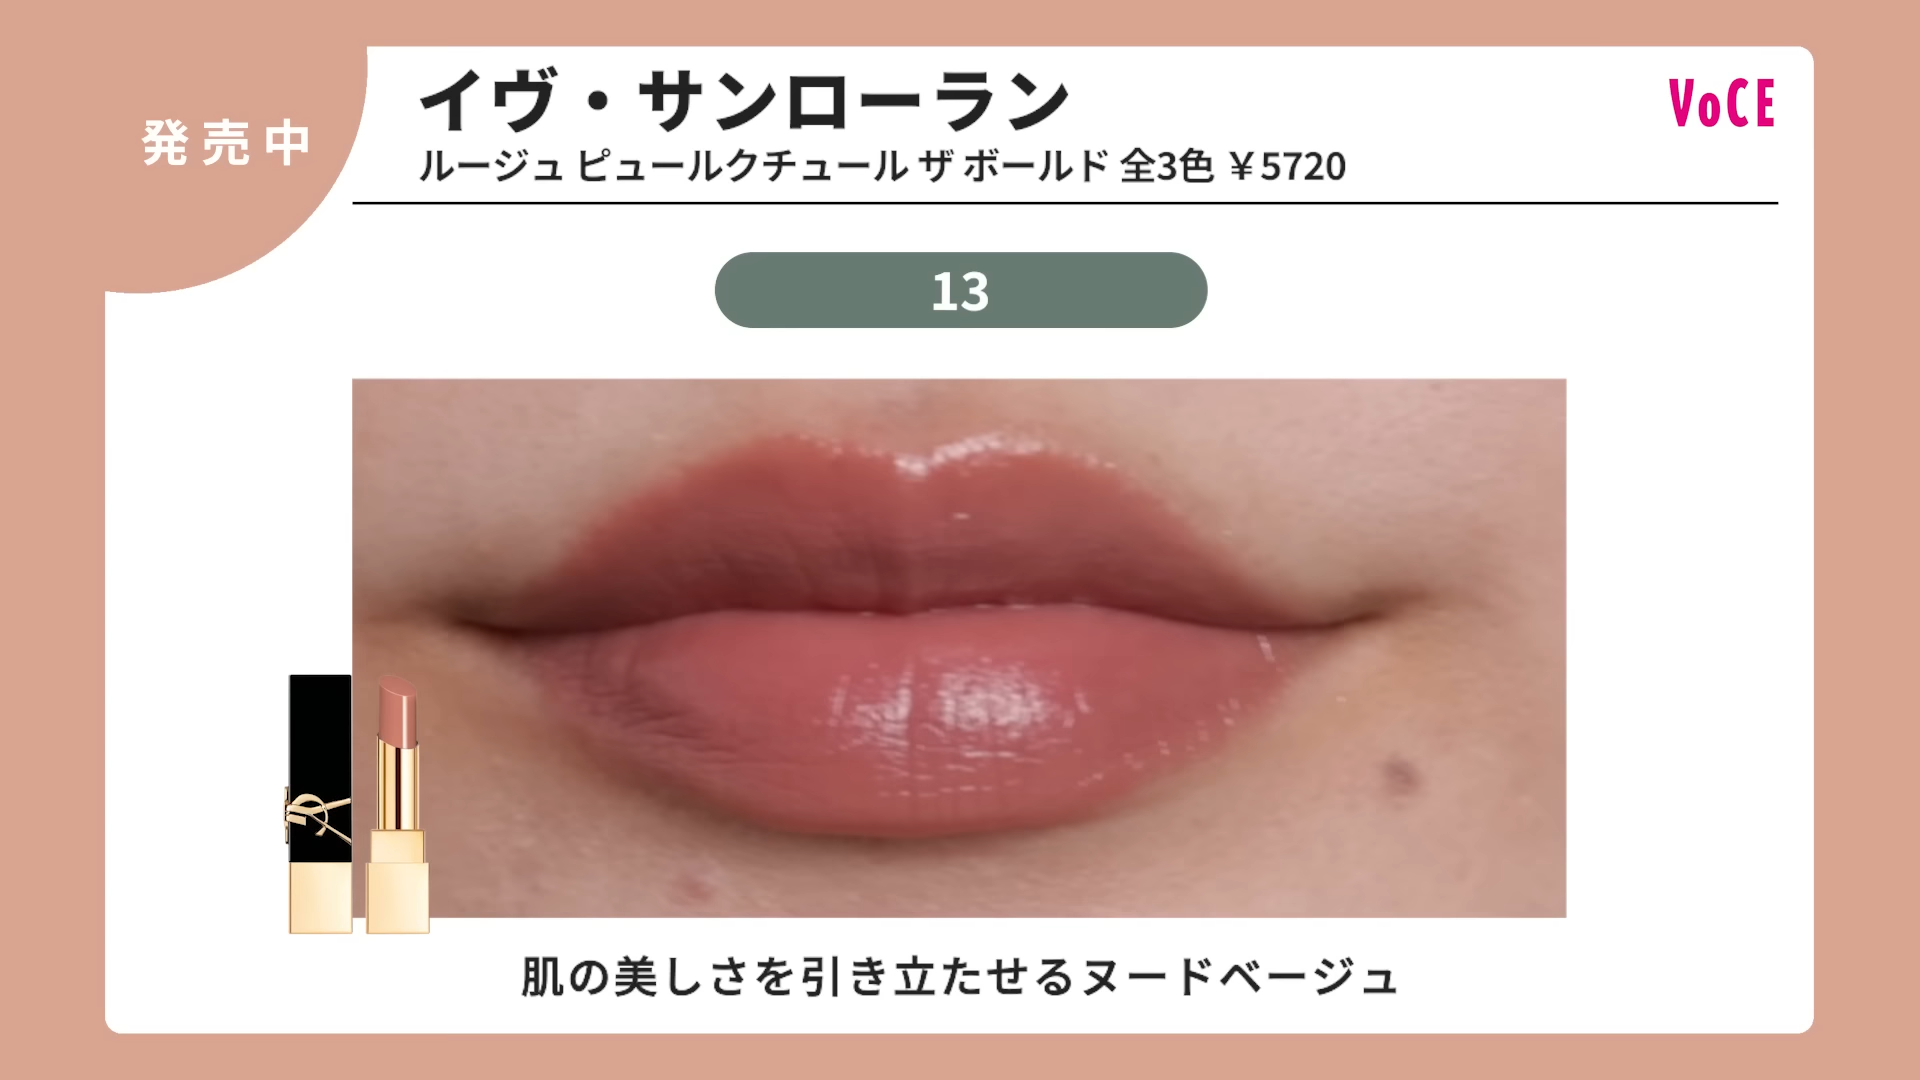 発売中
イヴ・サンローラン
VoCE
ルージュ ピュールクチュール ザ ボールド 全3色 ￥5720
13
肌の美しさを引き立たせるヌードベージュ